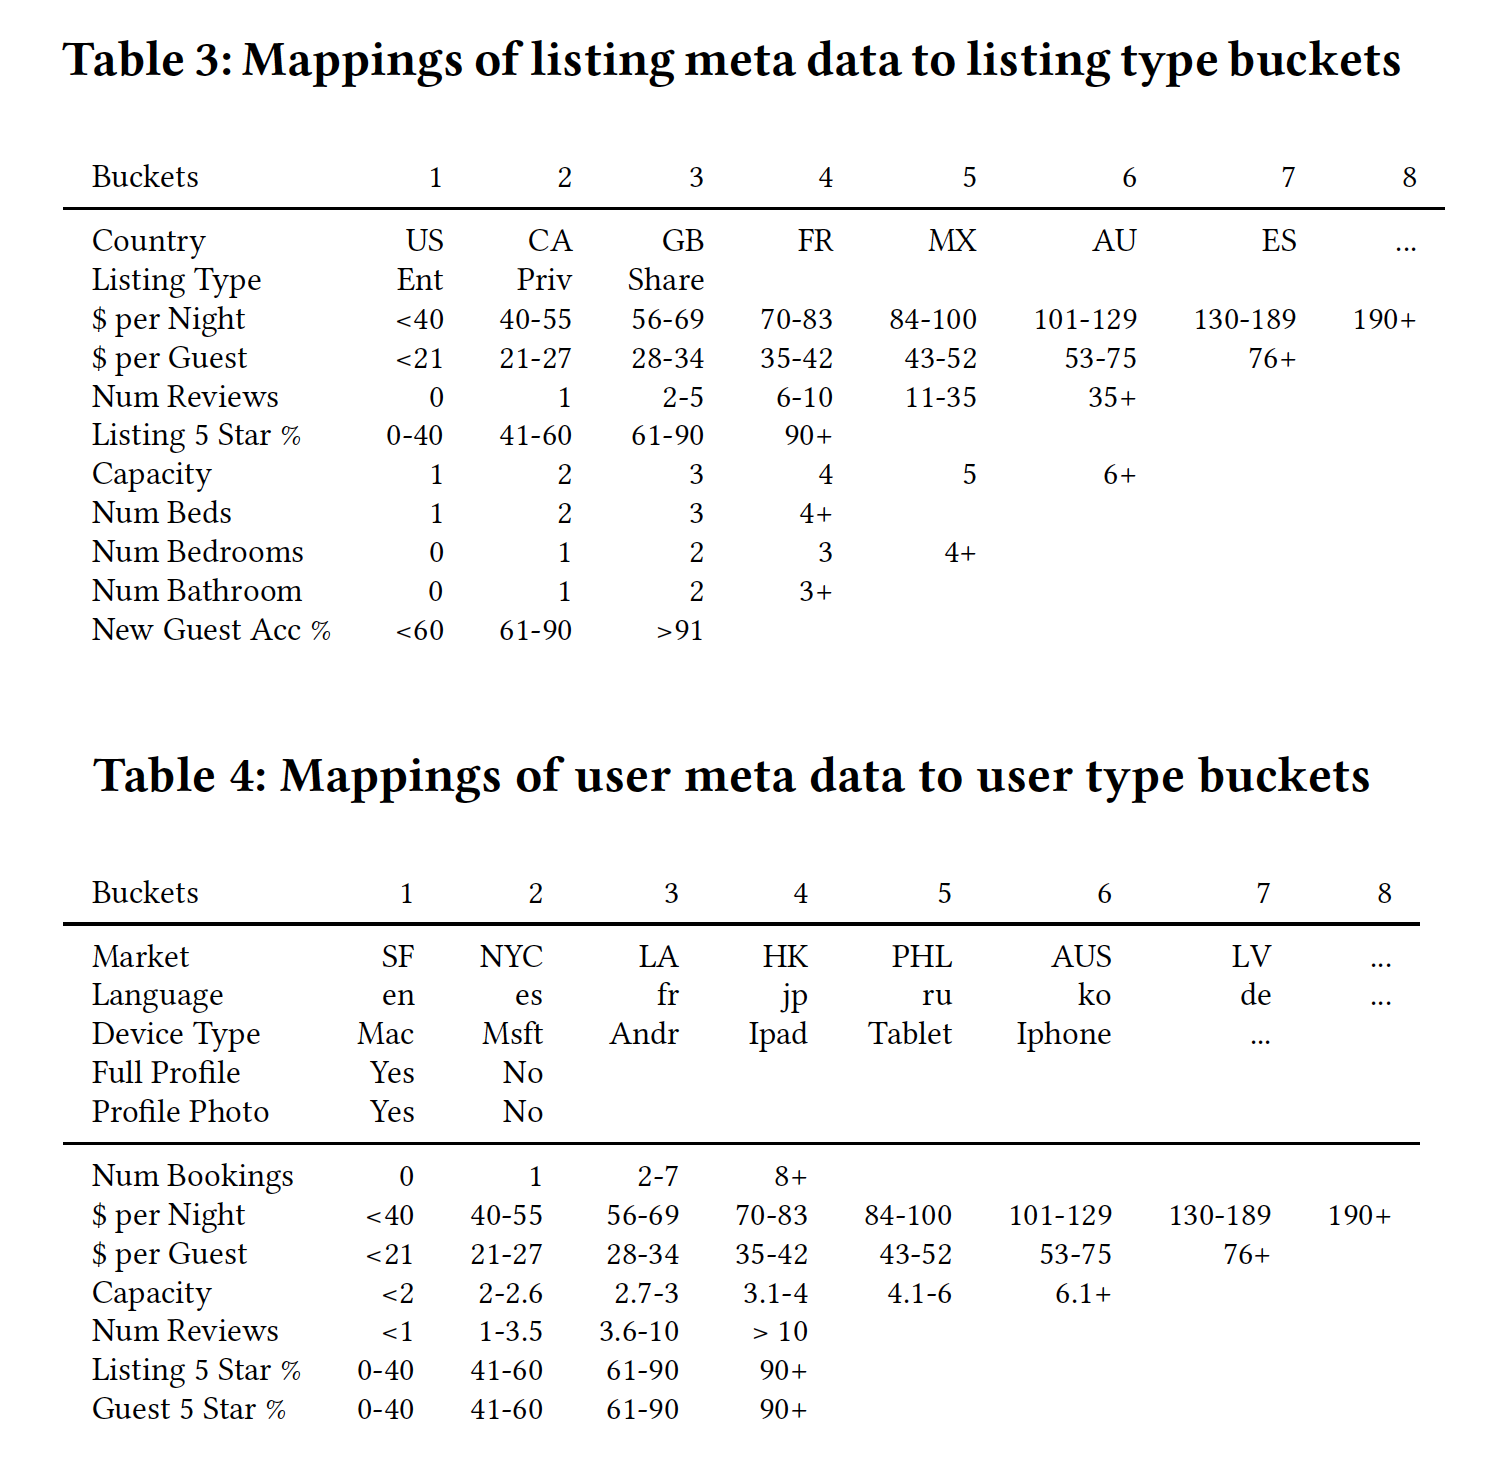 Table 3: Mappings of listing meta data to listing type buckets
Buckets 1 2 3 4 5 6 7 8
Country US CA GB FR MX AU ES ...
Listing Type Ent Priv Share
$ per Night <40 40-55 56-69 70-83 84-100 101-129 130-189 190+
$ per Guest <21 21-27 28-34 35-42 43-52 53-75 76+
Num Reviews 0 1 2-5 6-10 11-35 35+
Listing 5 Star % 0-40 41-60 61-90 90+
Capacity 1 2 3 4 5 6+
Num Beds 1 2 3 4+
Num Bedrooms 0 1 2 3 4+
Num Bathroom 0 1 2 3+
New Guest Acc % <60 61-90 >91
Table 4: Mappings of user meta data to user type buckets
Buckets 1 2 3 4 5 6 7 8
Market SF NYC LA HK PHL AUS LV ...
Language en es fr jp ru ko de ...
Device Type Mac Msft Andr Ipad Tablet Iphone ...
Full Profile Yes No
Profile Photo Yes No
Num Bookings 0 1 2-7 8+
$ per Night <40 40-55 56-69 70-83 84-100 101-129 130-189 190+
$ per Guest <21 21-27 28-34 35-42 43-52 53-75 76+
Capacity <2 2-2.6 2.7-3 3.1-4 4.1-6 6.1+
Num Reviews <1 1-3.5 3.6-10 > 10
Listing 5 Star % 0-40 41-60 61-90 90+
Guest 5 Star % 0-40 41-60 61-90 90+